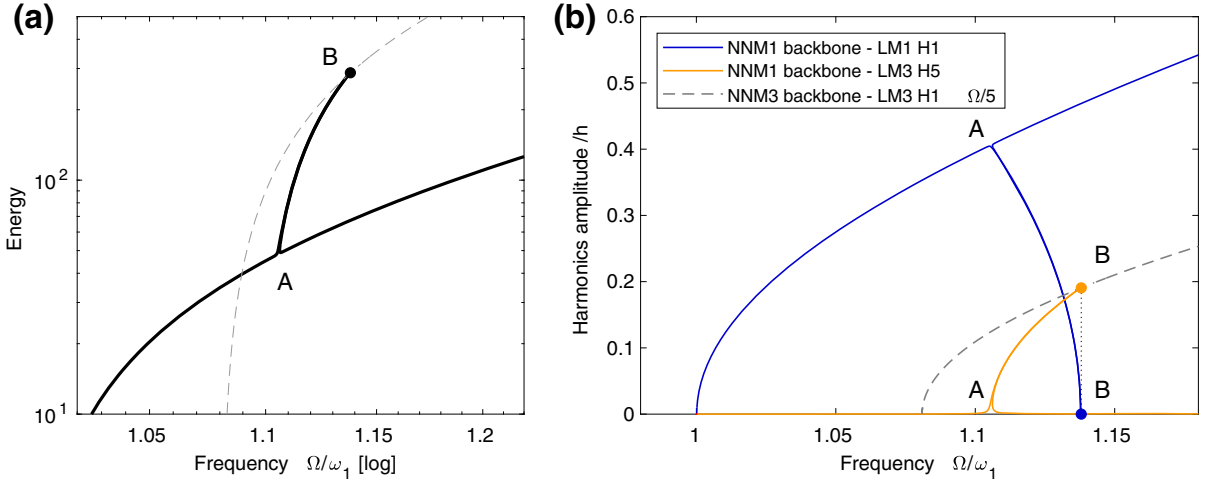 (a)
B
A
10^2
10^1
Energy
1.05
1.1
1.15
1.2
Frequency Ω/ω_1 [log]
(b)
NNM1 backbone - LM1 H1
NNM1 backbone - LM3 H5
NNM3 backbone - LM3 H1 Ω/5
A
B
A
B
0.6
0.5
0.4
0.3
0.2
0.1
0
Harmonics amplitude /h
1
1.05
1.1
1.15
Frequency Ω/ω_1